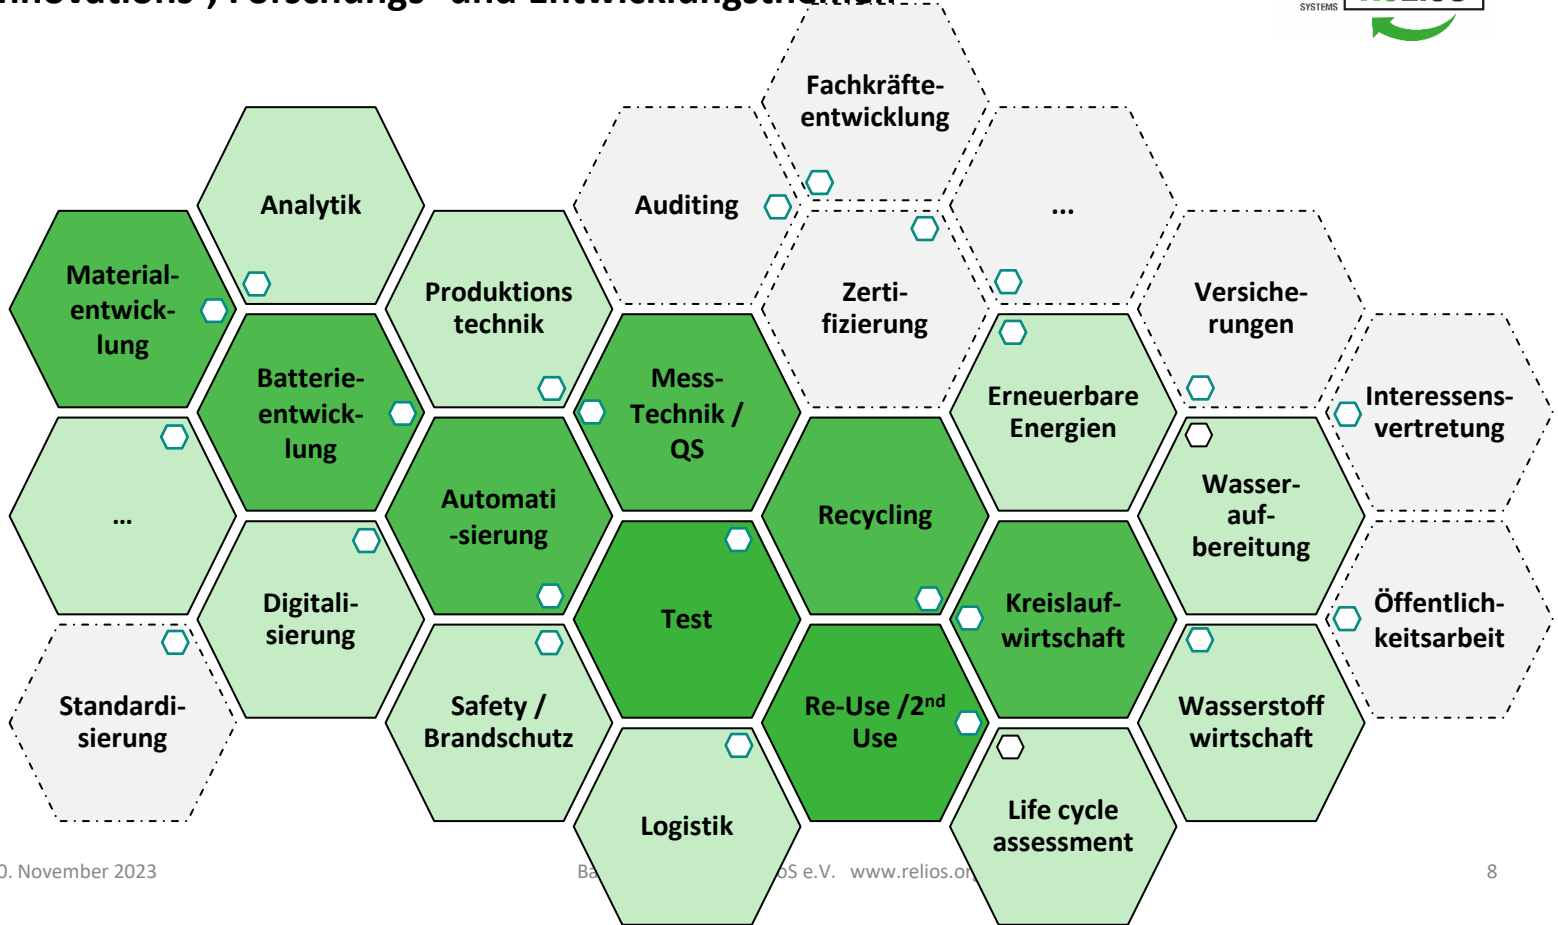 SYSTEMS
Fachkräfte-
entwicklung
Analytik
Auditing
...
Material-
entwick-
lung
Produktions
technik
Zerti-
fizierung
Versiche-
rungen
Batterie-
entwick-
lung
Mess-
Technik /
QS
Erneuerbare
Energien
Interessens-
vertretung
...
Automati
-sierung
Recycling
Wasser-
auf-
bereitung
Digitali-
sierung
Test
Kreislauf-
wirtschaft
Öffentlich-
keitsarbeit
Standardi-
sierung
Safety /
Brandschutz
Re-Use /2nd
Use
Wasserstoff
wirtschaft
Logistik
Life cycle
assessment
0. November 2023
e.V. www.relios.or
8